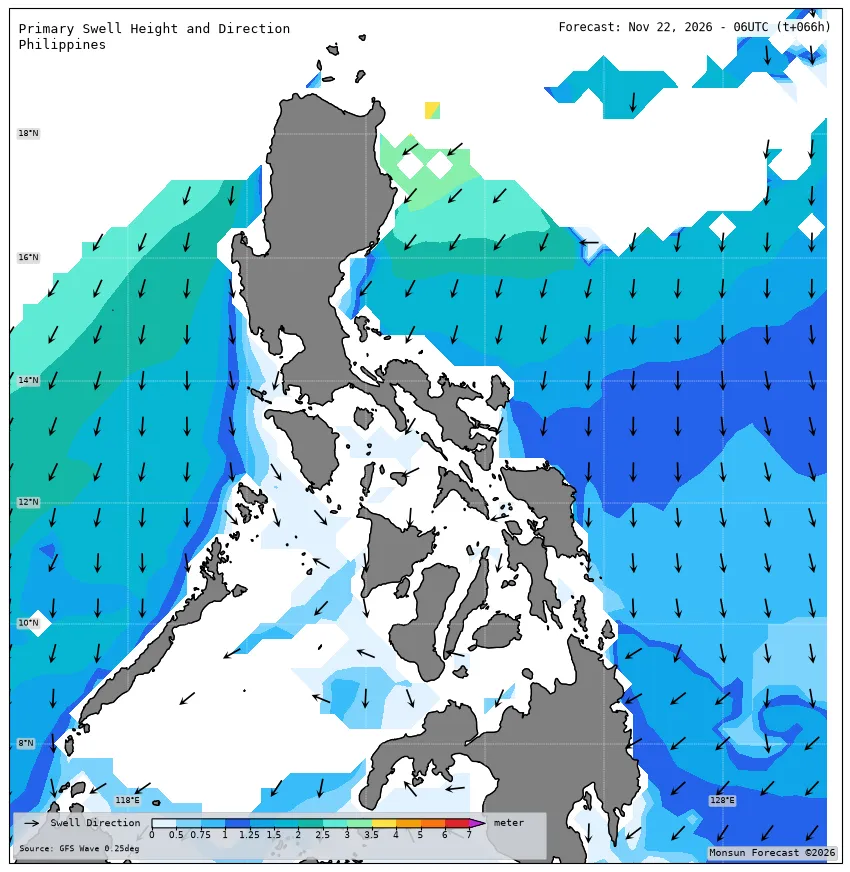 Primary Swell Height and Direction
Forecast: Nov 22, 2026 - 06UTC (t+066h)
Philippines
18°N
16°N
14°N
12°N
10°N
8°N
118°E
128°E
Swell Direction
meter
0 0.5 0.75 1 1.25 1.5 2 2.5 3 3.5 4 5 6 7
Source: GFS Wave 0.25deg
Monsun Forecast ©2026